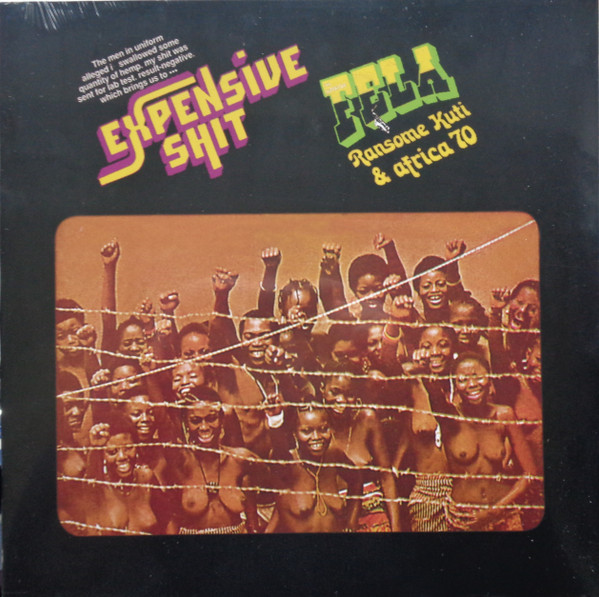 The men in uniform
alleged i swallowed some
quantity of hemp. my shit was
sent for lab test. result-negative.
which brings us to ...
EXPENSIVE
SHIT
FELA
Ransome Kuti
& africa 70